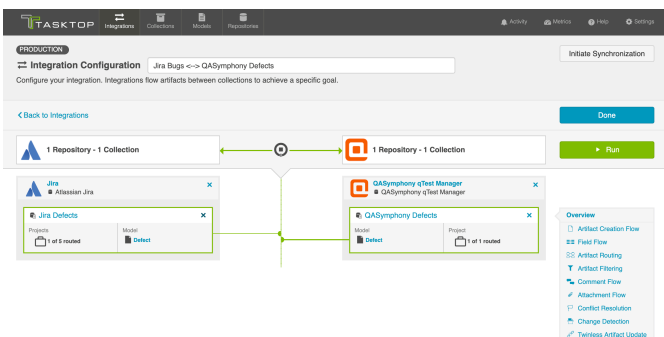 TASKTOP
Integrations
Collections
Models
Repositories
Activity
Metrics
Help
Settings
PRODUCTION
Integration Configuration
Jira Bugs <--> QASymphony Defects
Initiate Synchronization
Configure your integration. Integrations flow artifacts between collections to achieve a specific goal.
Back to Integrations
Done
1 Repository - 1 Collection
1 Repository - 1 Collection
Run
Jira
Atlassian Jira
Jira Defects
Projects
1 of 5 routed
Model
Defect
QASymphony qTest Manager
QASymphony qTest Manager
QASymphony Defects
Model
Defect
Project
1 of 1 routed
Overview
Artifact Creation Flow
Field Flow
Artifact Routing
Artifact Filtering
Comment Flow
Attachment Flow
Conflict Resolution
Change Detection
Twinless Artifact Update